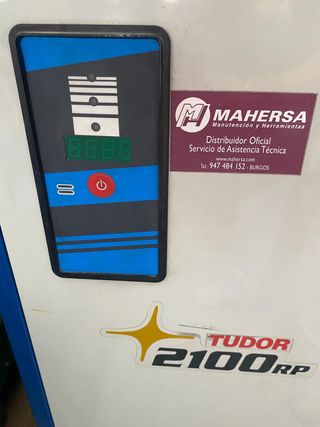 MAHERSA
Manutención y Herramientas
Distribuidor Oficial
Servicio de Asistencia Técnica
www.mahersa.com
Tel.: 947 484 152 - BURGOS
TUDOR
2100RP